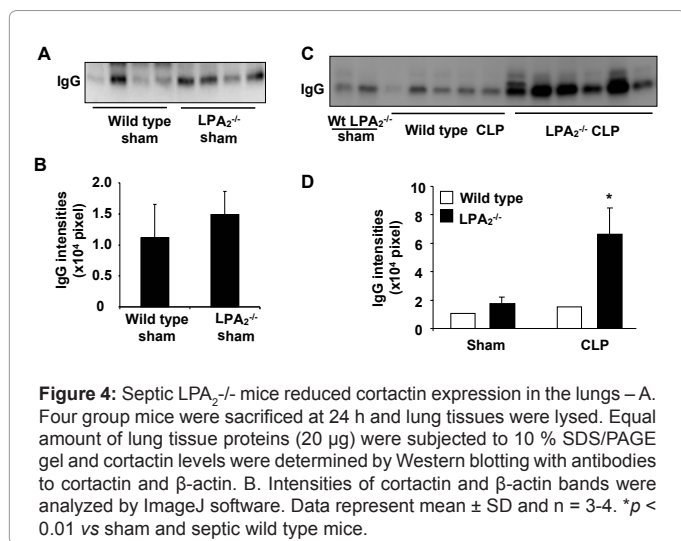 A
IgG
Wild type sham
LPA₂⁻/⁻ sham
B
IgG intensities (x10⁴ pixel)
2.0
1.5
1.0
0.5
0
Wild type sham
LPA₂⁻/⁻ sham
C
IgG
Wt LPA₂⁻/⁻
sham
Wild type CLP
LPA₂⁻/⁻ CLP
D
Wild type
LPA₂⁻/⁻
*
IgG intensities (x10⁴ pixel)
10
8
6
4
2
0
Sham
CLP
Figure 4: Septic LPA₂-/- mice reduced cortactin expression in the lungs – A.
Four group mice were sacrificed at 24 h and lung tissues were lysed. Equal
amount of lung tissue proteins (20 µg) were subjected to 10 % SDS/PAGE
gel and cortactin levels were determined by Western blotting with antibodies
to cortactin and β-actin. B. Intensities of cortactin and β-actin bands were
analyzed by ImageJ software. Data represent mean ± SD and n = 3-4. *p <
0.01 vs sham and septic wild type mice.